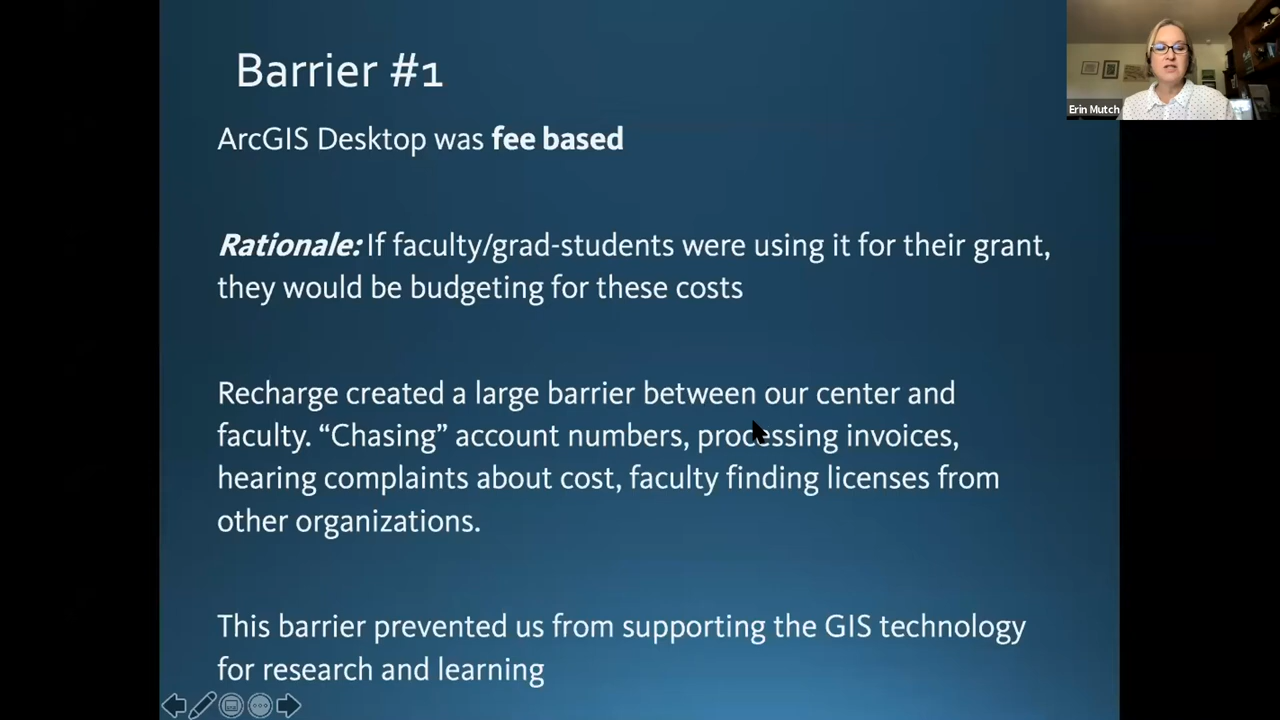 Barrier #1
Erin Mutch
ArcGIS Desktop was fee based
Rationale: If faculty/grad-students were using it for their grant,
they would be budgeting for these costs
Recharge created a large barrier between our center and
faculty. “Chasing” account numbers, processing invoices,
hearing complaints about cost, faculty finding licenses from
other organizations.
This barrier prevented us from supporting the GIS technology
for research and learning